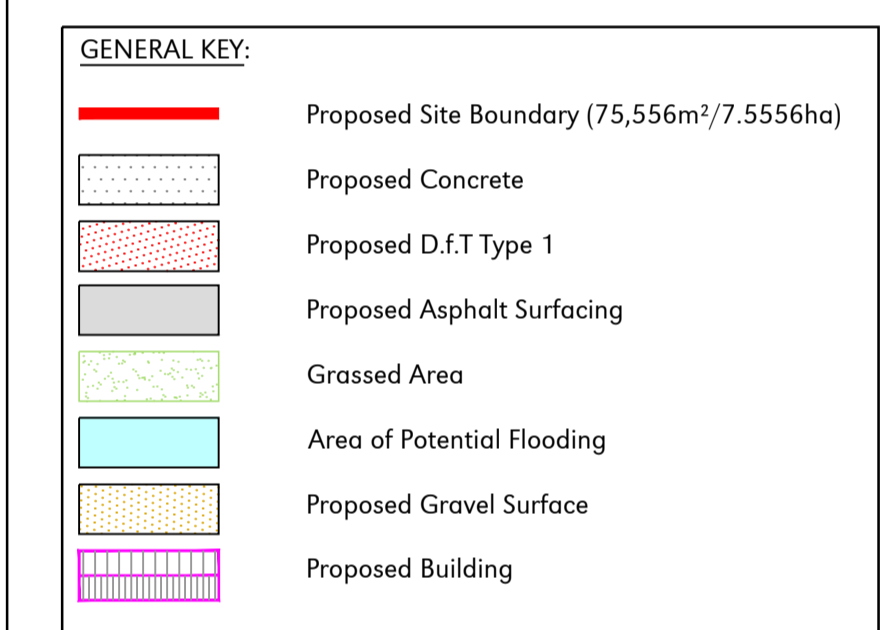 GENERAL KEY:
Proposed Site Boundary (75,556m²/7.5556ha)
Proposed Concrete
Proposed D.f.T Type 1
Proposed Asphalt Surfacing
Grassed Area
Area of Potential Flooding
Proposed Gravel Surface
Proposed Building